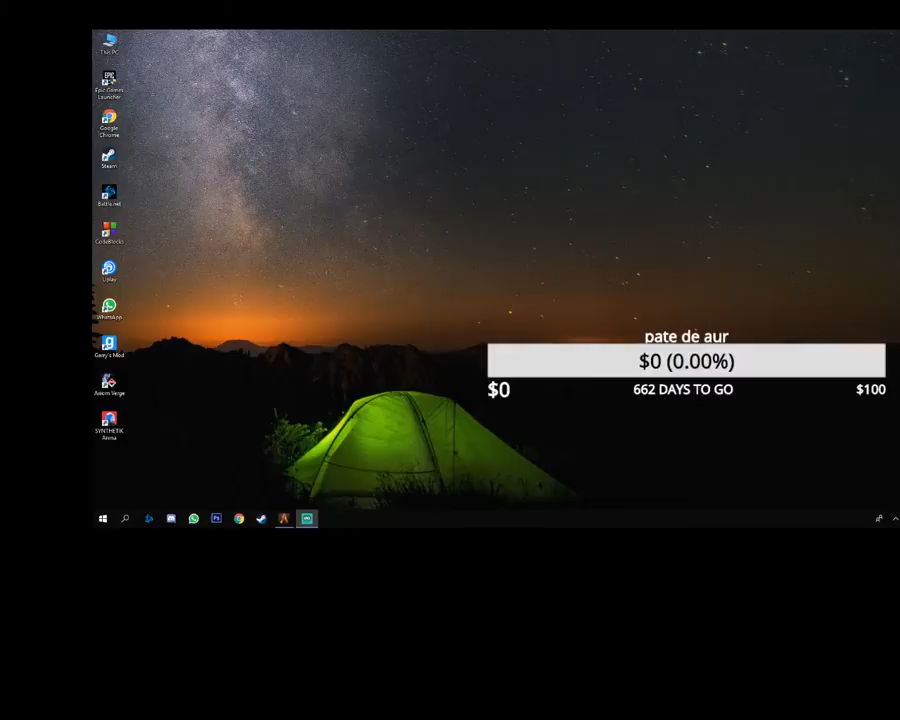 This PC
Epic Games
Launcher
Google
Chrome
Steam
Battle.net
CodeBlocks
Uplay
WhatsApp
Garry's Mod
Axiom Verge
SYNTHETIK
Arena
pate de aur
$0 (0.00%)
$0 662 DAYS TO GO $100